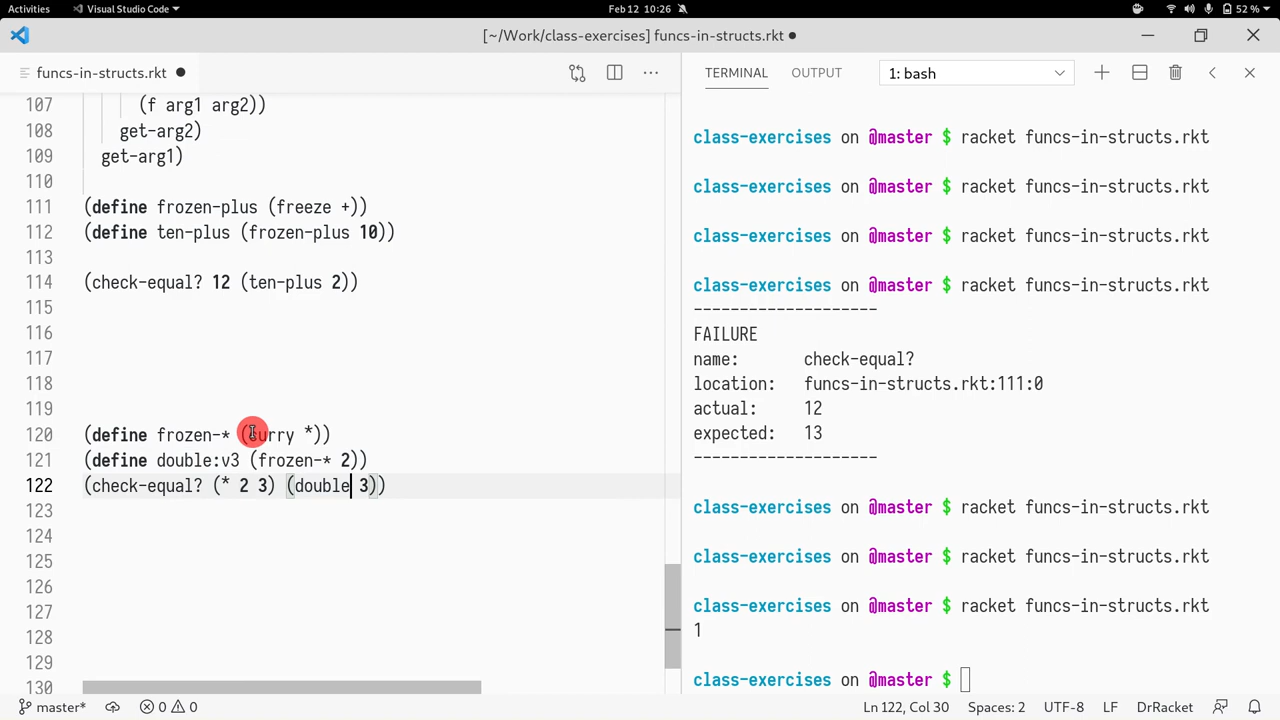 Activities Visual Studio Code Feb 12 10:26 52 %
[~/Work/class-exercises] funcs-in-structs.rkt ●
funcs-in-structs.rkt ● ··· TERMINAL OUTPUT 1: bash
107 (f arg1 arg2))
108 get-arg2)
109 get-arg1)
110
111 (define frozen-plus (freeze +))
112 (define ten-plus (frozen-plus 10))
113
114 (check-equal? 12 (ten-plus 2))
115
116
117
118
119
120 (define frozen-* (curry *))
121 (define double:v3 (frozen-* 2))
122 (check-equal? (* 2 3) (double 3))
123
124
125
126
127
128
129
130
class-exercises on @master $ racket funcs-in-structs.rkt
class-exercises on @master $ racket funcs-in-structs.rkt
class-exercises on @master $ racket funcs-in-structs.rkt
class-exercises on @master $ racket funcs-in-structs.rkt
--------------------
FAILURE
name: check-equal?
location: funcs-in-structs.rkt:111:0
actual: 12
expected: 13
--------------------
class-exercises on @master $ racket funcs-in-structs.rkt
class-exercises on @master $ racket funcs-in-structs.rkt
class-exercises on @master $ racket funcs-in-structs.rkt
1
class-exercises on @master $
master* 0 0 Ln 122, Col 30 Spaces: 2 UTF-8 LF DrRacket